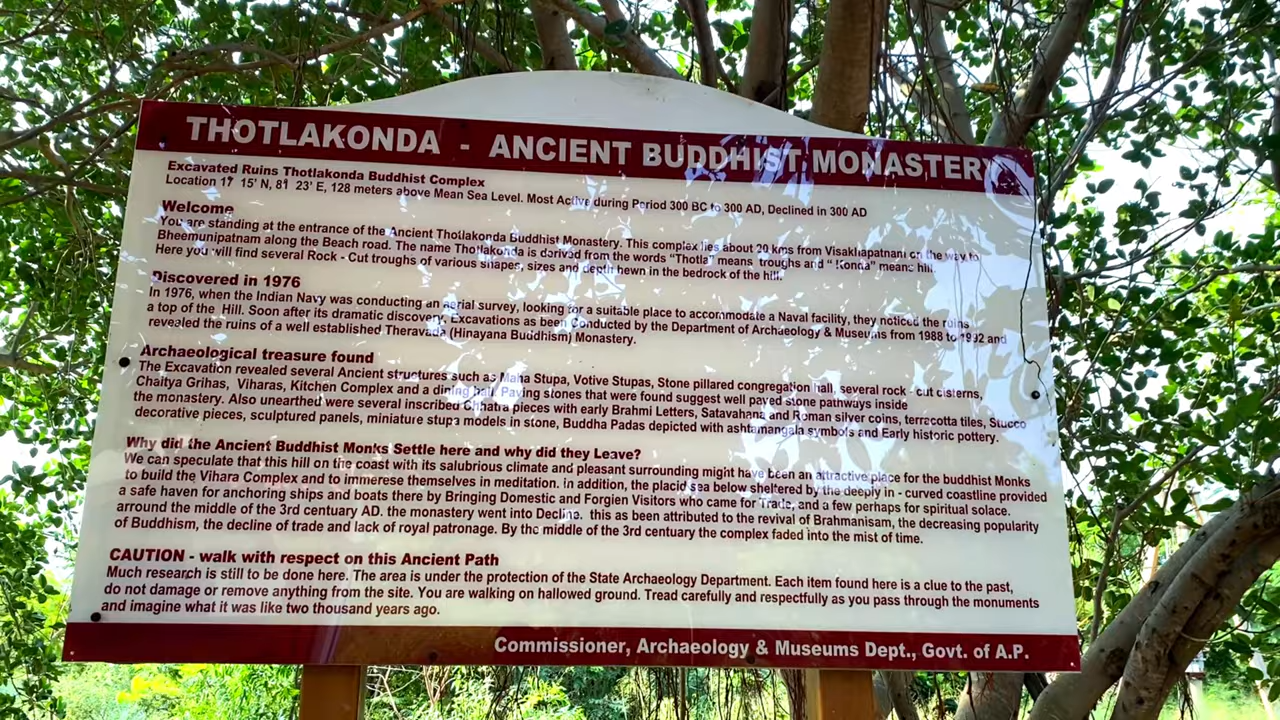 THOTLAKONDA - ANCIENT BUDDHIST MONASTERY
Excavated Ruins Thotlakonda Buddhist Complex
Location 17 15' N, 81 23' E, 128 meters above Mean Sea Level. Most Active during Period 300 BC to 300 AD, Declined in 300 AD
Welcome
You are standing at the entrance of the Ancient Thotlakonda Buddhist Monastery. This complex lies about 20 kms from Visakhapatnam on the way to
Bheemunipatnam along the Beach road. The name Thotlakonda is derived from the words "Thotla" means troughs and " Konda" means hill.
Here you will find several Rock - Cut troughs of various shapes, sizes and depth hewn in the bedrock of the hill.
Discovered in 1976
In 1976, when the Indian Navy was conducting an aerial survey, looking for a suitable place to accommodate a Naval facility, they noticed the ruins
a top of the Hill. Soon after its dramatic discovery, Excavations as been Conducted by the Department of Archaeology & Museums from 1988 to 1992 and
revealed the ruins of a well established Theravada (Hinayana Buddhism) Monastery.
Archaeological treasure found
The Excavation revealed several Ancient structures such as Maha Stupa, Votive Stupas, Stone pillared congregation hall, several rock - cut cisterns,
Chaitya Grihas, Viharas, Kitchen Complex and a dining hall. Paving slones that were found suggest well paved stone pathways inside
the monastery. Also unearthed were several inscribed Chhatra pieces with early Brahmi Letters, Satavahana and Roman silver coins, terracotta tiles, Stucco
decorative pieces, sculptured panels, miniature stupa models in stone, Buddha Padas depicted with ashtamangala symbols and Early historic pottery.
Why did the Ancient Buddhist Monks Settle here and why did they Leave?
We can speculate that this hill on the coast with its salubrious climate and pleasant surrounding might have been an attractive place for the buddhist Monks
to build the Vihara Complex and to immerese themselves in meditation. in addition, the placid sea below sheltered by the deeply in - curved coastline provided
a safe haven for anchoring ships and boats there by Bringing Domestic and Forgien Visitors who came for Trade, and a few perhaps for spiritual solace.
arround the middle of the 3rd centuary AD. the monastery went into Decline. this as been attributed to the revival of Brahmanisam, the decreasing popularity
of Buddhism, the decline of trade and lack of royal patronage. By the middle of the 3rd centuary the complex faded into the mist of time.
CAUTION - walk with respect on this Ancient Path
Much research is still to be done here. The area is under the protection of the State Archaeology Department. Each item found here is a clue to the past,
do not damage or remove anything from the site. You are walking on hallowed ground. Tread carefully and respectfully as you pass through the monuments
and imagine what it was like two thousand years ago.
Commissioner, Archaeology & Museums Dept., Govt. of A.P.